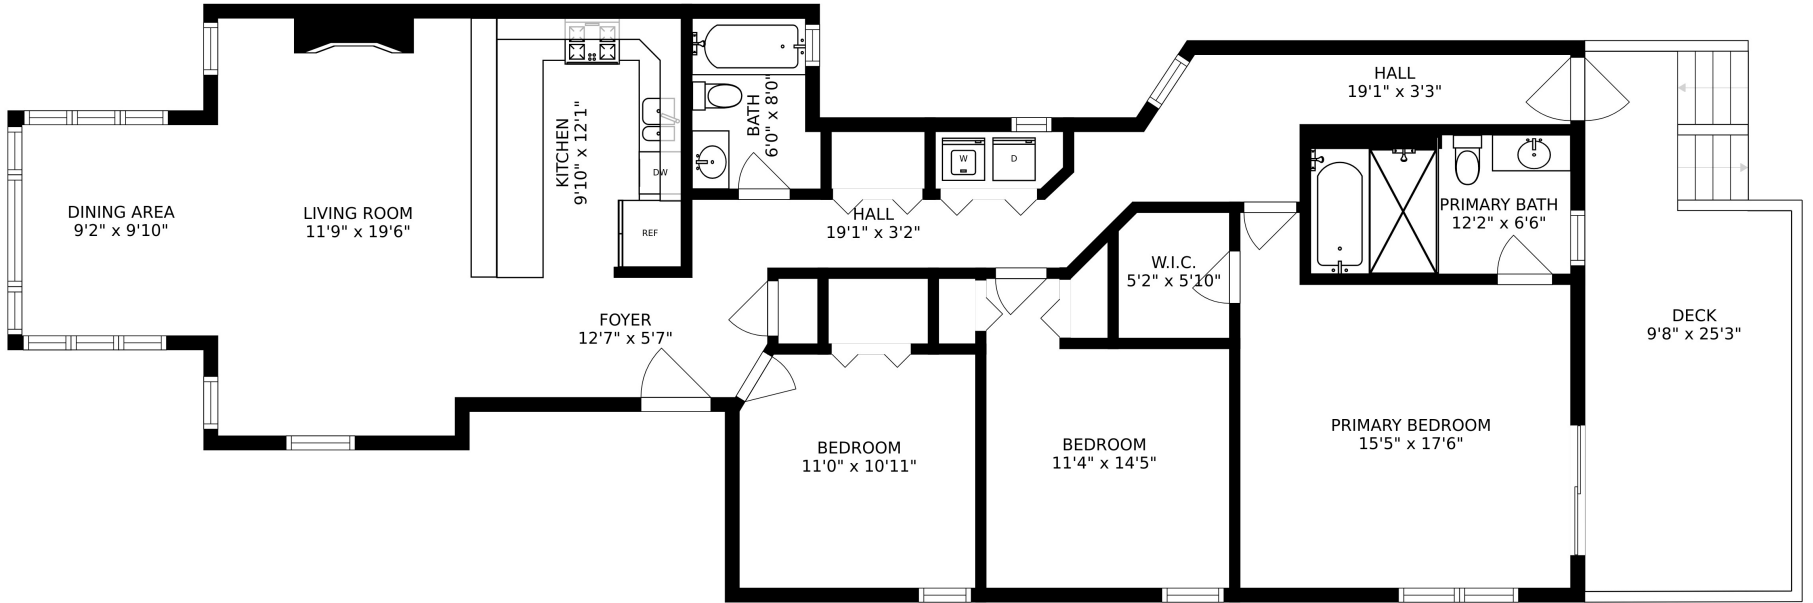 HALL
19'1" x 3'3"
KITCHEN
9'10" x 12'1"
BATH
6'0" x 8'0"
W
D
DW
DINING AREA
9'2" x 9'10"
LIVING ROOM
11'9" x 19'6"
REF
HALL
19'1" x 3'2"
PRIMARY BATH
12'2" x 6'6"
W.I.C.
5'2" x 5'10"
FOYER
12'7" x 5'7"
DECK
9'8" x 25'3"
BEDROOM
11'0" x 10'11"
BEDROOM
11'4" x 14'5"
PRIMARY BEDROOM
15'5" x 17'6"